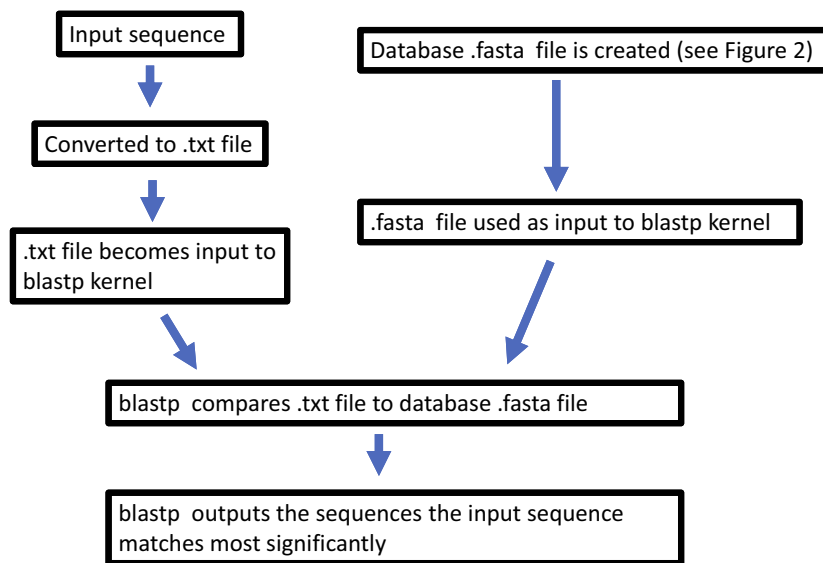 Input sequence
Database .fasta file is created (see Figure 2)
Converted to .txt file
.fasta file used as input to blastp kernel
.txt file becomes input to
blastp kernel
blastp compares .txt file to database .fasta file
blastp outputs the sequences the input sequence
matches most significantly